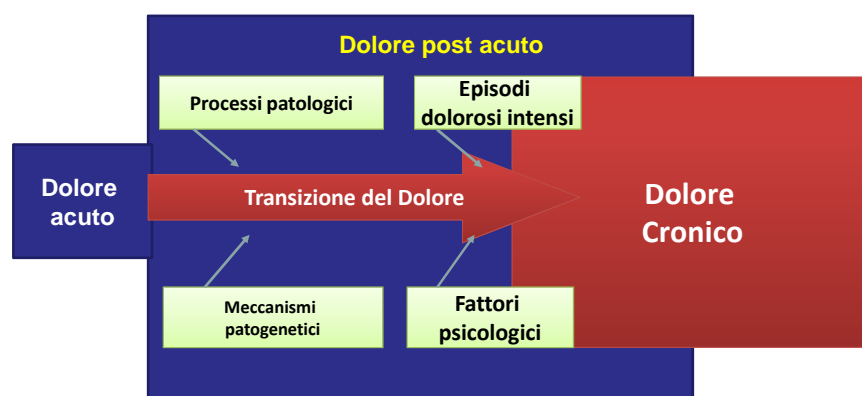 Dolore post acuto
Processi patologici
Episodi
dolorosi intensi
Dolore
acuto
Transizione del Dolore
Dolore
Cronico
Meccanismi
patogenetici
Fattori
psicologici